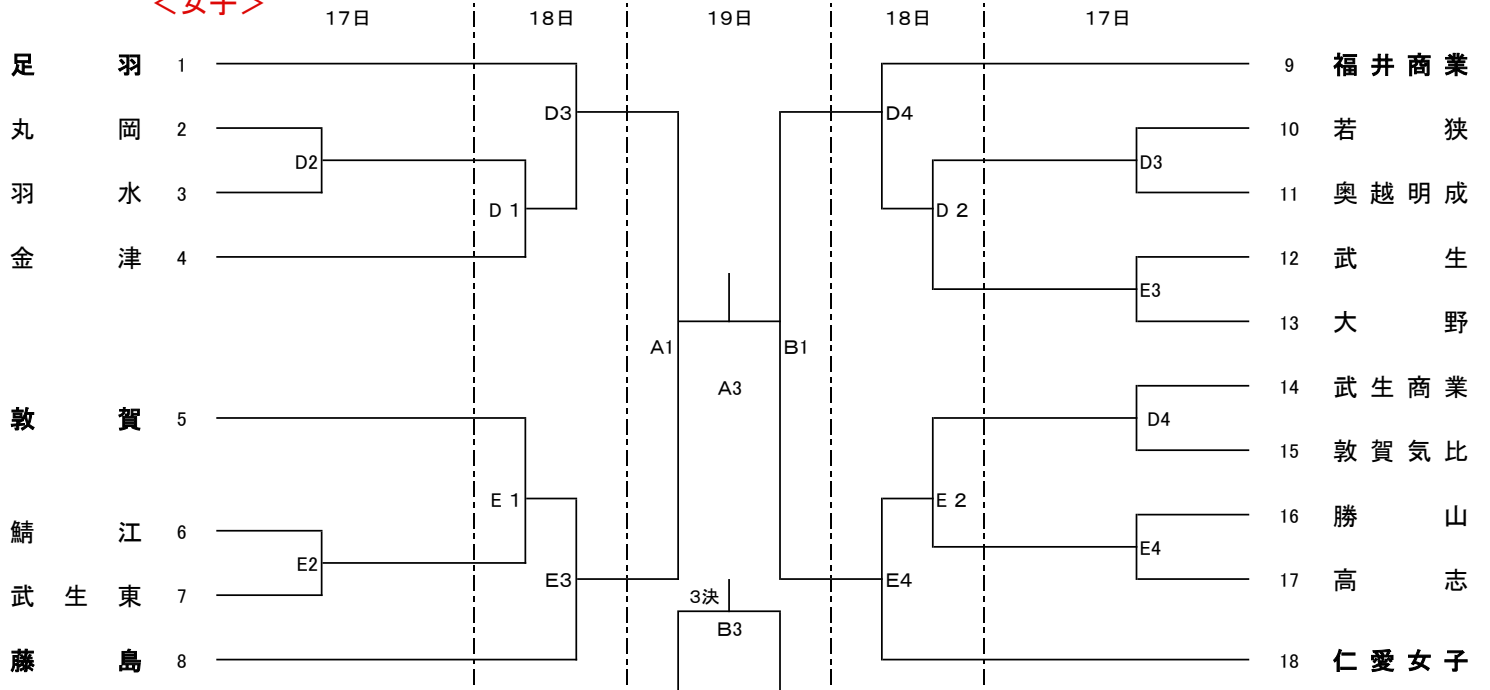 <女子>
17日 18日 19日 18日 17日
足羽 1
丸岡 2
羽水 3
金津 4
敦賀 5
鯖江 6
武生東 7
藤島 8
D2
D 1
D3
E2
E 1
E3
A1
A3
B1
3決
B3
D4
D 2
D3
E3
D4
E 2
E4
E4
9 福井商業
10 若狭
11 奥越明成
12 武生
13 大野
14 武生商業
15 敦賀気比
16 勝山
17 高志
18 仁愛女子